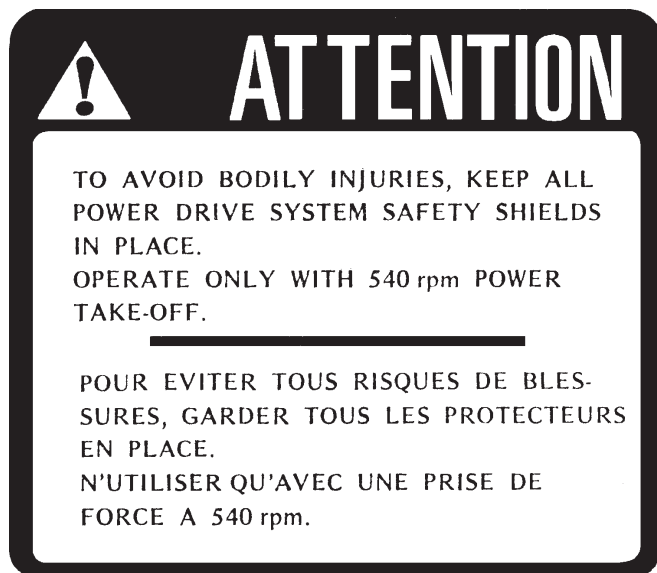 ATTENTION
TO AVOID BODILY INJURIES, KEEP ALL
POWER DRIVE SYSTEM SAFETY SHIELDS
IN PLACE.
OPERATE ONLY WITH 540 rpm POWER
TAKE-OFF.
POUR EVITER TOUS RISQUES DE BLES-
SURES, GARDER TOUS LES PROTECTEURS
EN PLACE.
N'UTILISER QU'AVEC UNE PRISE DE
FORCE A 540 rpm.